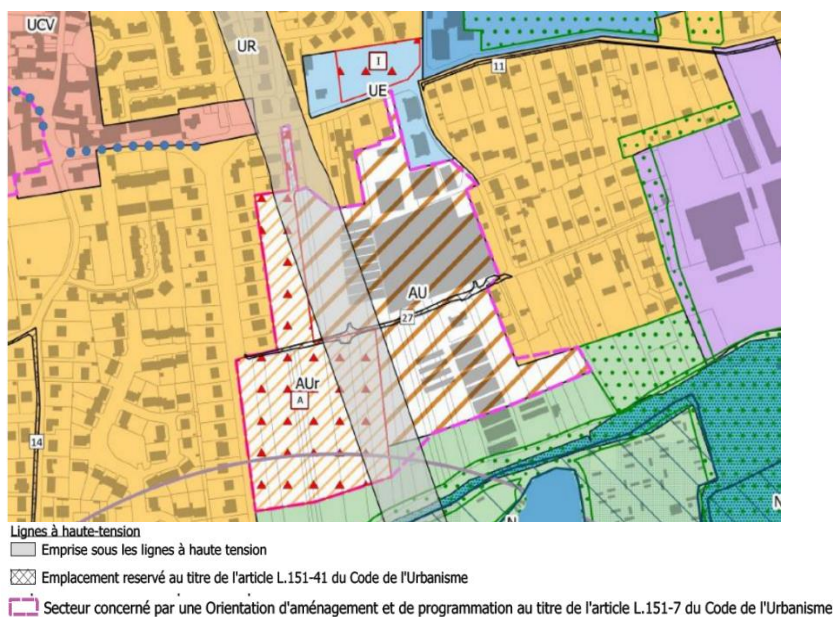 UCV
UR
I
UE
11
AU
27
AUr
A
14
N
N
Lignes à haute-tension
Emprise sous les lignes à haute tension
Emplacement reservé au titre de l'article L.151-41 du Code de l'Urbanisme
Secteur concerné par une Orientation d'aménagement et de programmation au titre de l'article L.151-7 du Code de l'Urbanisme